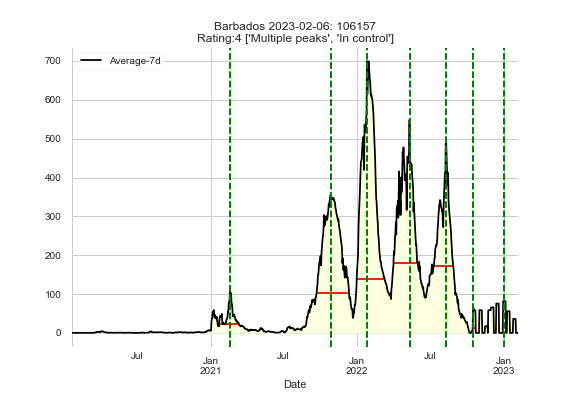 Barbados 2023-02-06: 106157
Rating:4 ['Multiple peaks', 'In control']
Average-7d
700
600
500
400
300
200
100
0
Jul
Jan
2021
Jul
Jan
2022
Jul
Jan
2023
Date